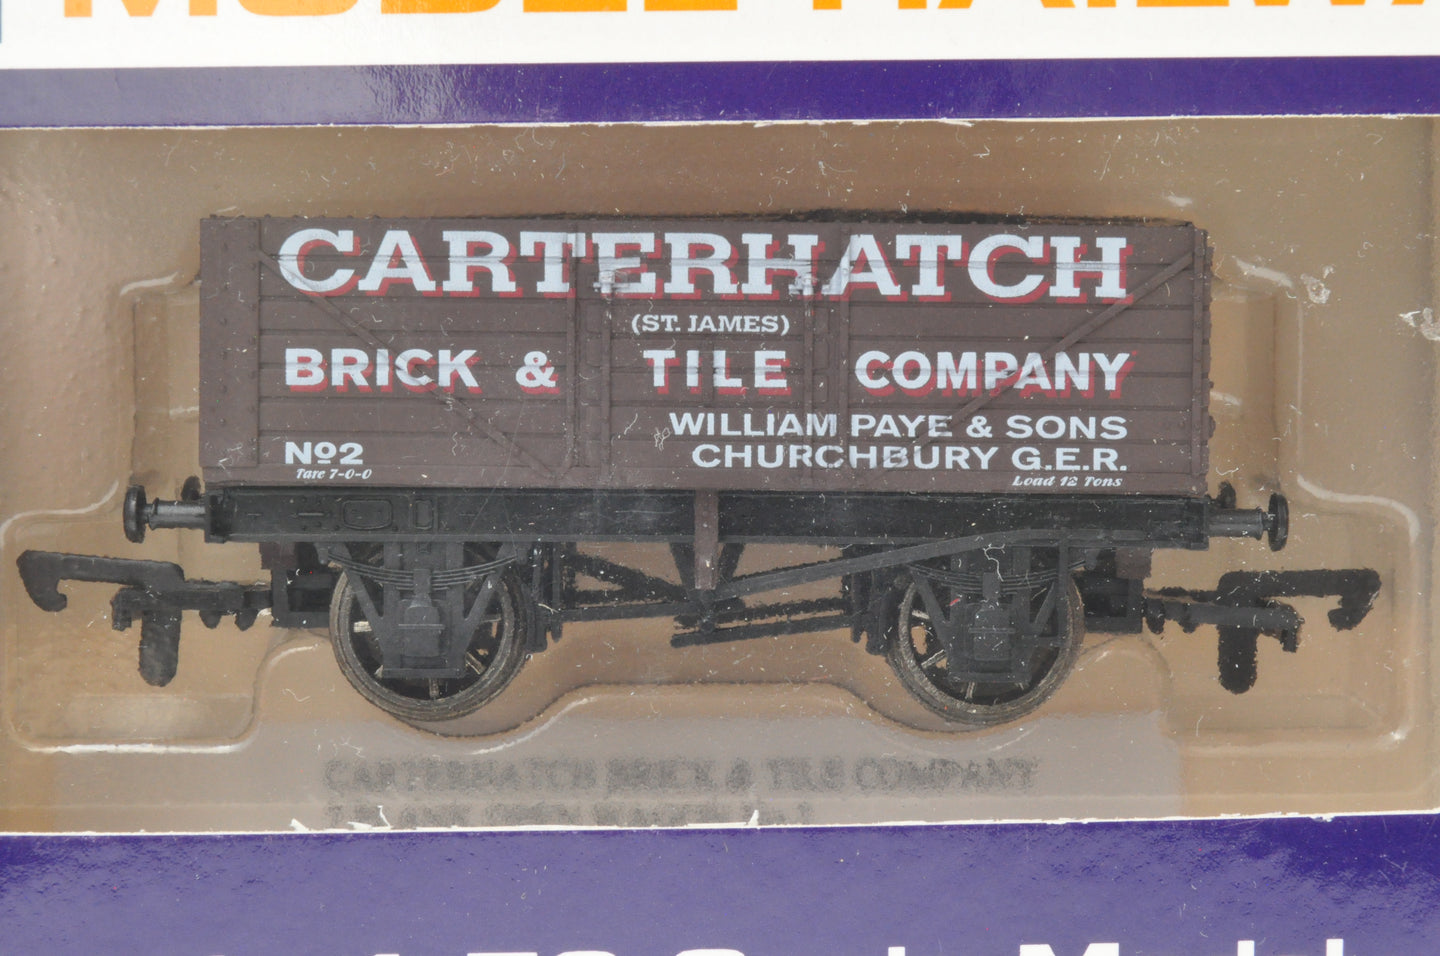 CARTERHATCH
(ST. JAMES)
BRICK & TILE COMPANY
WILLIAM PAYE & SONS
Nº2 CHURCHBURY G.E.R.
Tare 7-0-0 Load 12 Tons
CARTERHATCH BRICK & TILE COMPANY